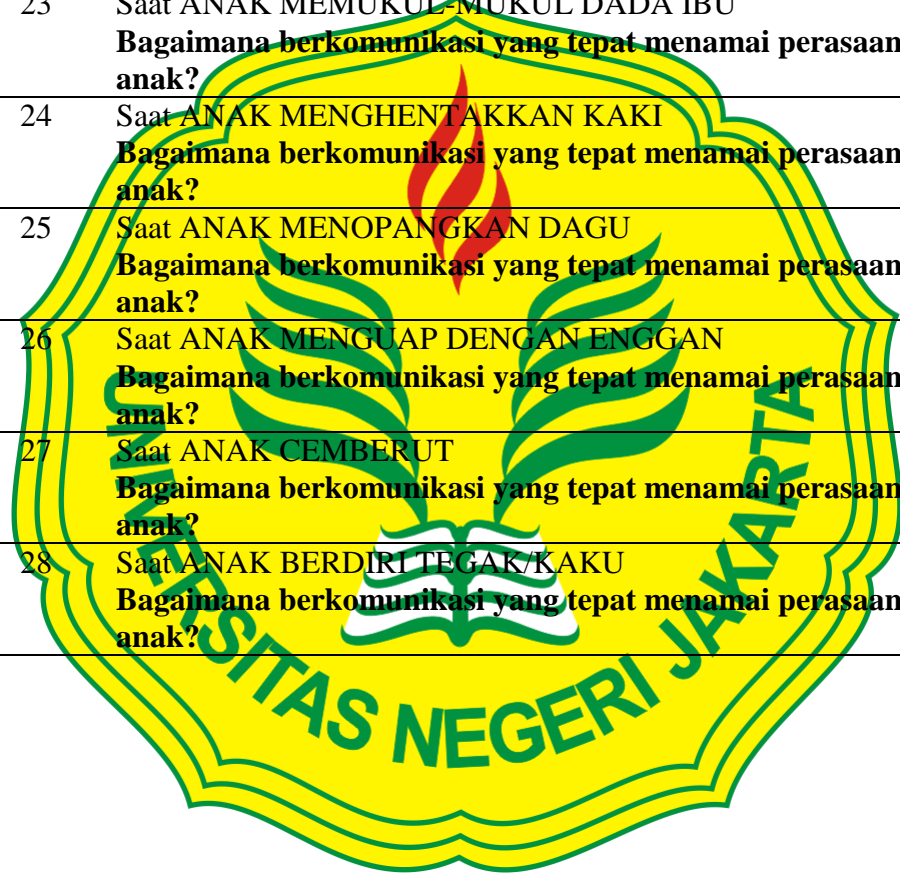 23 Saat ANAK MEMUKUL-MUKUL DADA IBU
Bagaimana berkomunikasi yang tepat menamai perasaan
anak?
24 Saat ANAK MENGHENTAKKAN KAKI
Bagaimana berkomunikasi yang tepat menamai perasaan
anak?
25 Saat ANAK MENOPANGKAN DAGU
Bagaimana berkomunikasi yang tepat menamai perasaan
anak?
26 Saat ANAK MENGUAP DENGAN ENGGAN
Bagaimana berkomunikasi yang tepat menamai perasaan
anak?
27 Saat ANAK CEMBERUT
Bagaimana berkomunikasi yang tepat menamai perasaan
anak?
28 Saat ANAK BERDIRI TEGAK/KAKU
Bagaimana berkomunikasi yang tepat menamai perasaan
anak?
UNIVERSITAS NEGERI JAKARTA